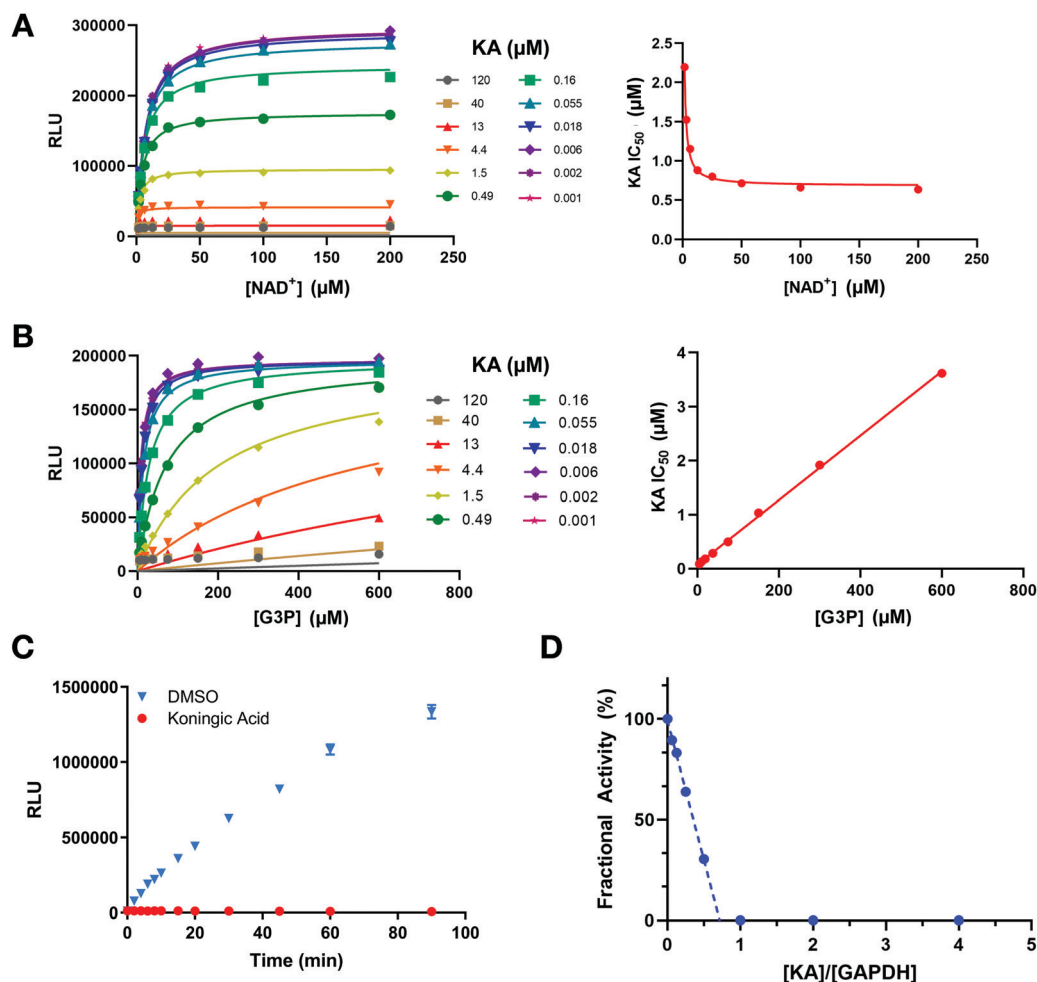 A
300000
200000
100000
0
RLU
0 50 100 150 200 250
[NAD+] (µM)
KA (µM)
120 0.16
40 0.055
13 0.018
4.4 0.006
1.5 0.002
0.49 0.001
2.5
2.0
1.5
1.0
0.5
0.0
KA IC50 (µM)
0 50 100 150 200 250
[NAD+] (µM)
B
200000
150000
100000
50000
0
RLU
0 200 400 600 800
[G3P] (µM)
KA (µM)
120 0.16
40 0.055
13 0.018
4.4 0.006
1.5 0.002
0.49 0.001
4
3
2
1
0
KA IC50 (µM)
0 200 400 600 800
[G3P] (µM)
C
1500000
1000000
500000
0
RLU
DMSO
Koningic Acid
0 20 40 60 80 100
Time (min)
D
100
50
0
Fractional Activity (%)
0 1 2 3 4 5
[KA]/[GAPDH]